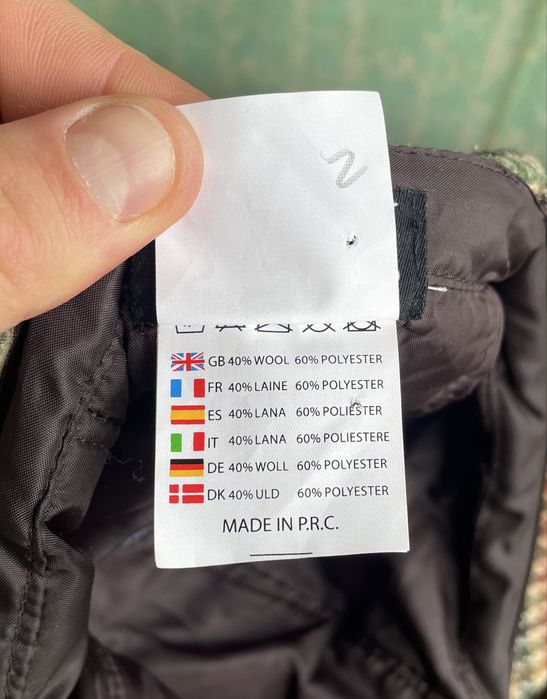 GB 40% WOOL 60% POLYESTER
FR 40% LAINE 60% POLYESTER
ES 40% LANA 60% POLIÉSTER
IT 40% LANA 60% POLIESTERE
DE 40% WOLL 60% POLYESTER
DK 40% ULD 60% POLYESTER
MADE IN P.R.C.